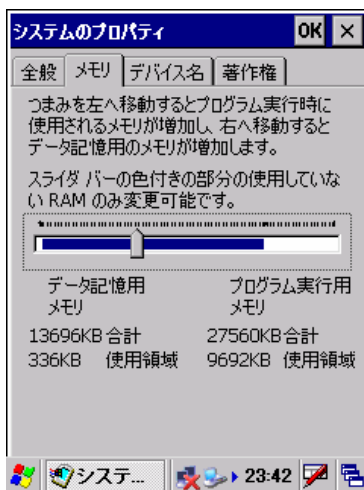 システムのプロパティ OK ×
全般 メモリ デバイス名 著作権
つまみを左へ移動するとプログラム実行時に
使用されるメモリが増加し、右へ移動すると
データ記憶用のメモリが増加します。
スライダ バーの色付きの部分の使用していな
い RAM のみ変更可能です。
データ記憶用 プログラム実行用
メモリ メモリ
13696KB 合計 27560KB 合計
336KB 使用領域 9692KB 使用領域
システ... 23:42